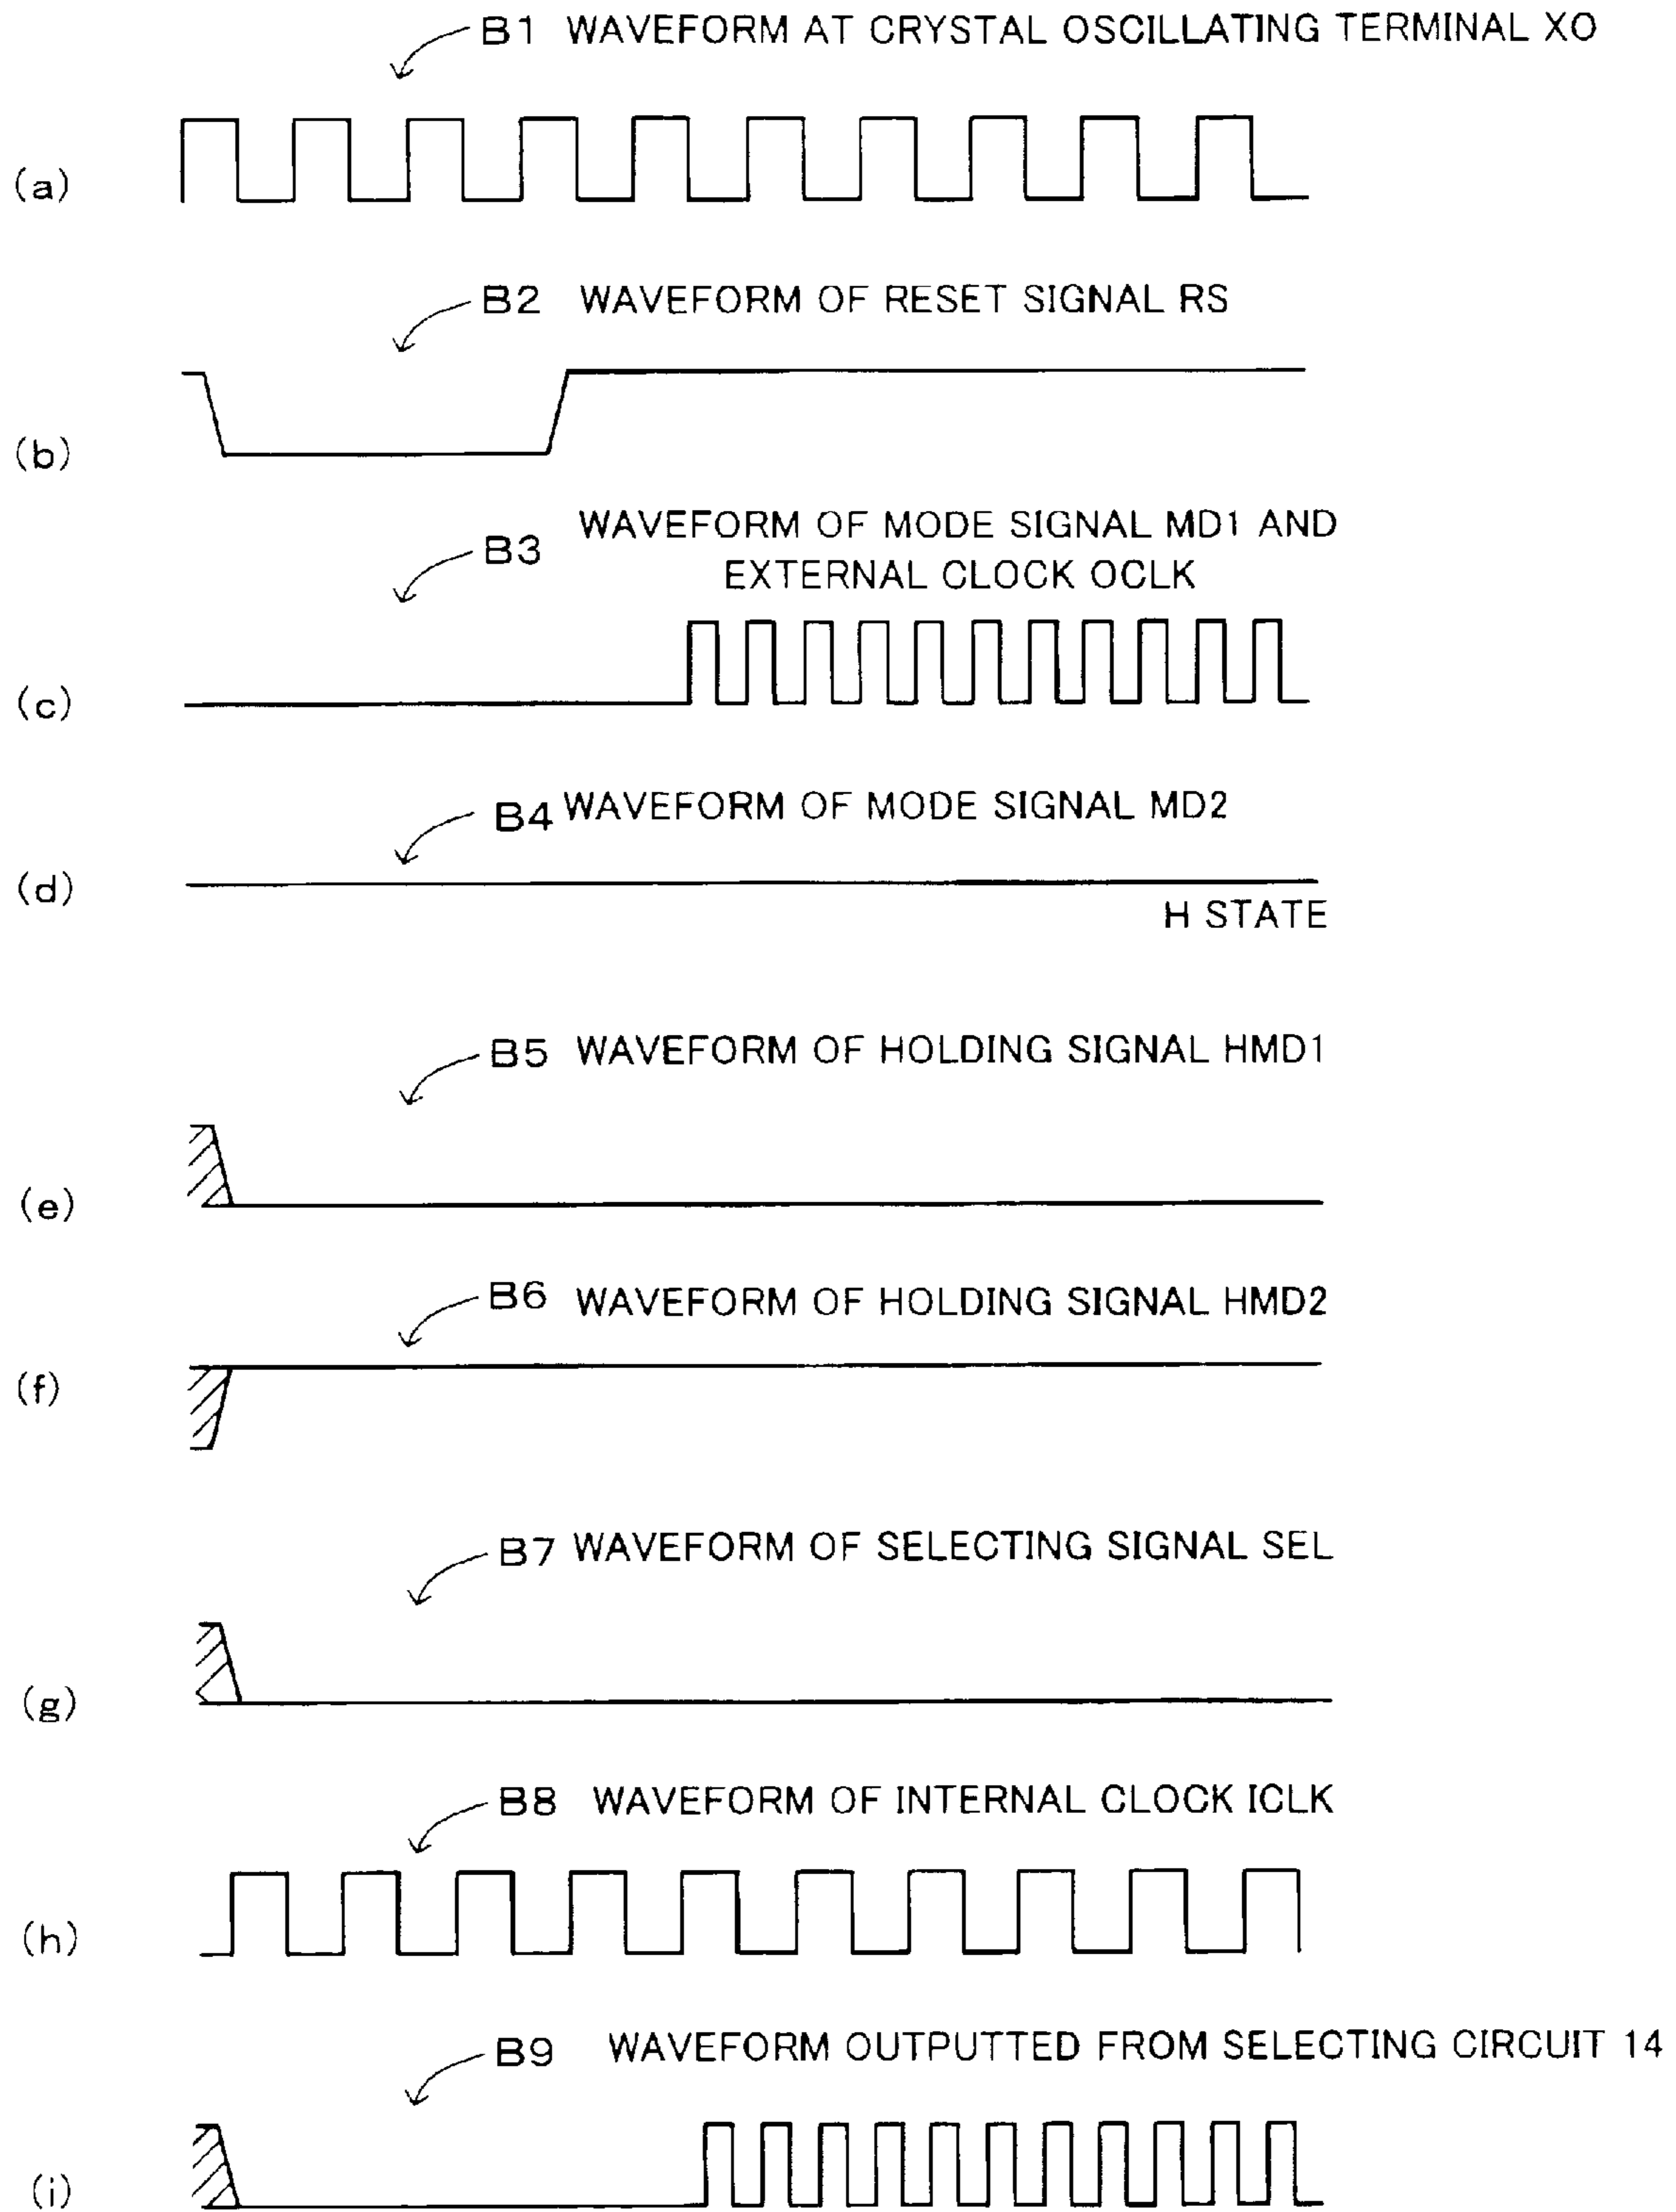 B1 WAVEFORM AT CRYSTAL OSCILLATING TERMINAL XO
(a)
B2 WAVEFORM OF RESET SIGNAL RS
(b)
B3 WAVEFORM OF MODE SIGNAL MD1 AND
EXTERNAL CLOCK OCLK
(c)
B4 WAVEFORM OF MODE SIGNAL MD2
(d)
H STATE
B5 WAVEFORM OF HOLDING SIGNAL HMD1
(e)
B6 WAVEFORM OF HOLDING SIGNAL HMD2
(f)
B7 WAVEFORM OF SELECTING SIGNAL SEL
(g)
B8 WAVEFORM OF INTERNAL CLOCK ICLK
(h)
B9 WAVEFORM OUTPUTTED FROM SELECTING CIRCUIT 14
(i)